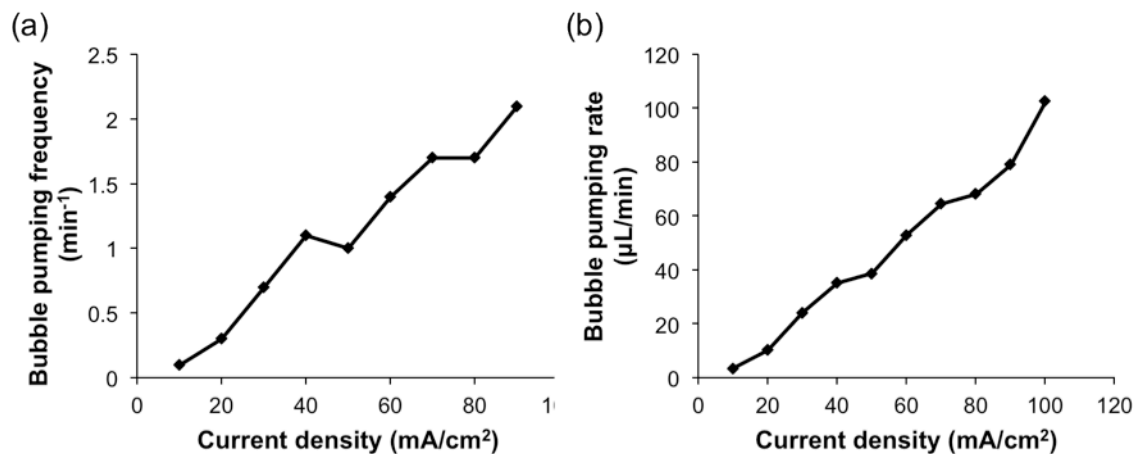 (a)
Bubble pumping frequency
(min⁻¹)
2.5
2
1.5
1
0.5
0
0 20 40 60 80
Current density (mA/cm²)
(b)
Bubble pumping rate
(µL/min)
120
100
80
60
40
20
0
0 20 40 60 80 100 120
Current density (mA/cm²)